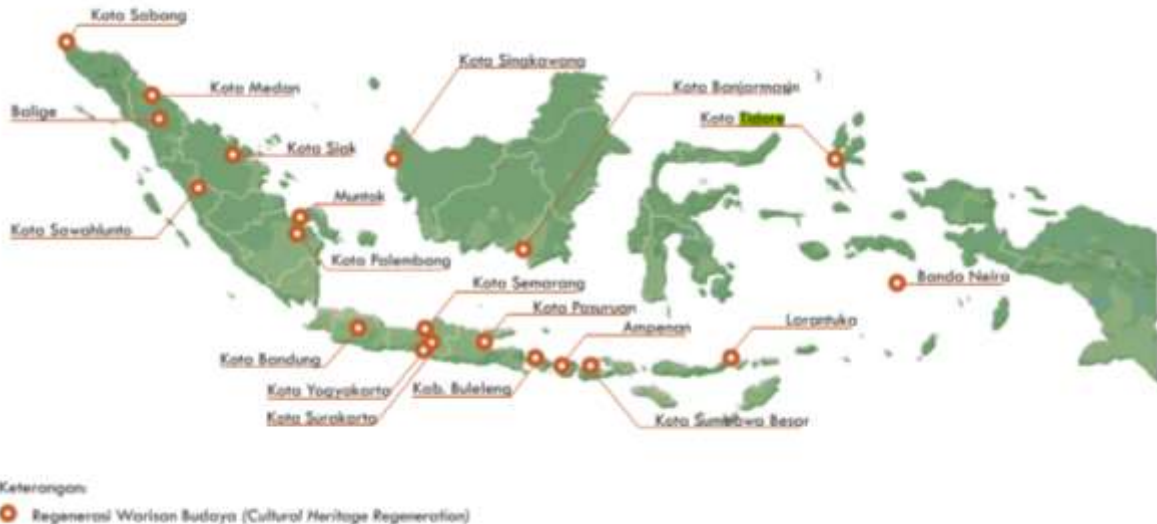 Kota Sabang
Kota Medan
Balige
Kota Siak
Muntok
Kota Sawahlunto
Kota Palembang
Kota Singkawang
Kota Banjarmasin
Kota Tidore
Kota Semarang
Kota Pasuruan
Ampenan
Larantuka
Banda Neira
Kota Bandung
Kota Yogyakarta
Kab. Buleleng
Kota Surakarta
Kota Sumbawa Besar
Keterangan:
Regenerasi Warisan Budaya (Cultural Heritage Regeneration)